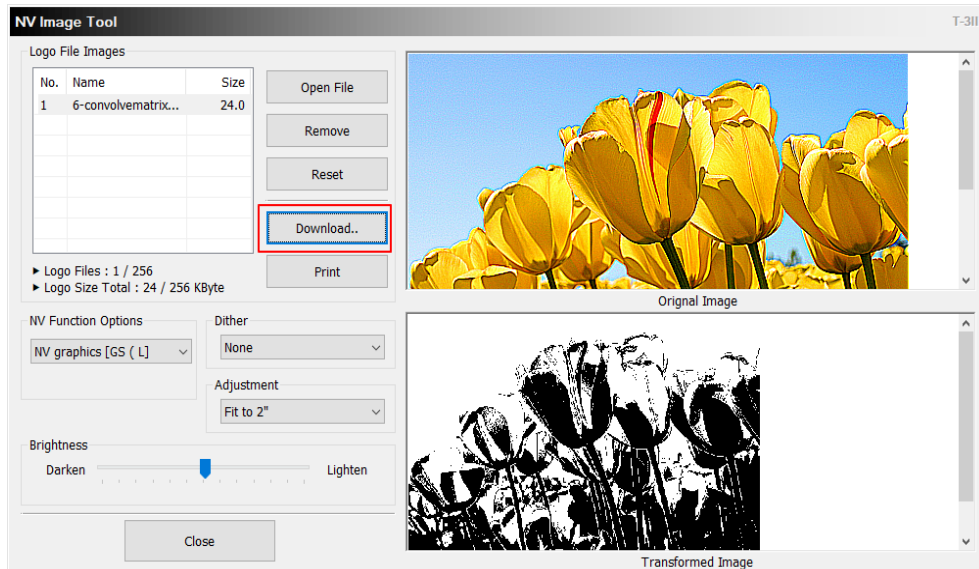 NV Image Tool
T-3II
Logo File Images
No. Name Size
1 6-convolvematrix... 24.0
Open File
Remove
Reset
Download..
Print
Logo Files : 1 / 256
Logo Size Total : 24 / 256 KByte
Orignal Image
NV Function Options
NV graphics [GS ( L]
Dither
None
Adjustment
Fit to 2"
Brightness
Darken
Lighten
Close
Transformed Image